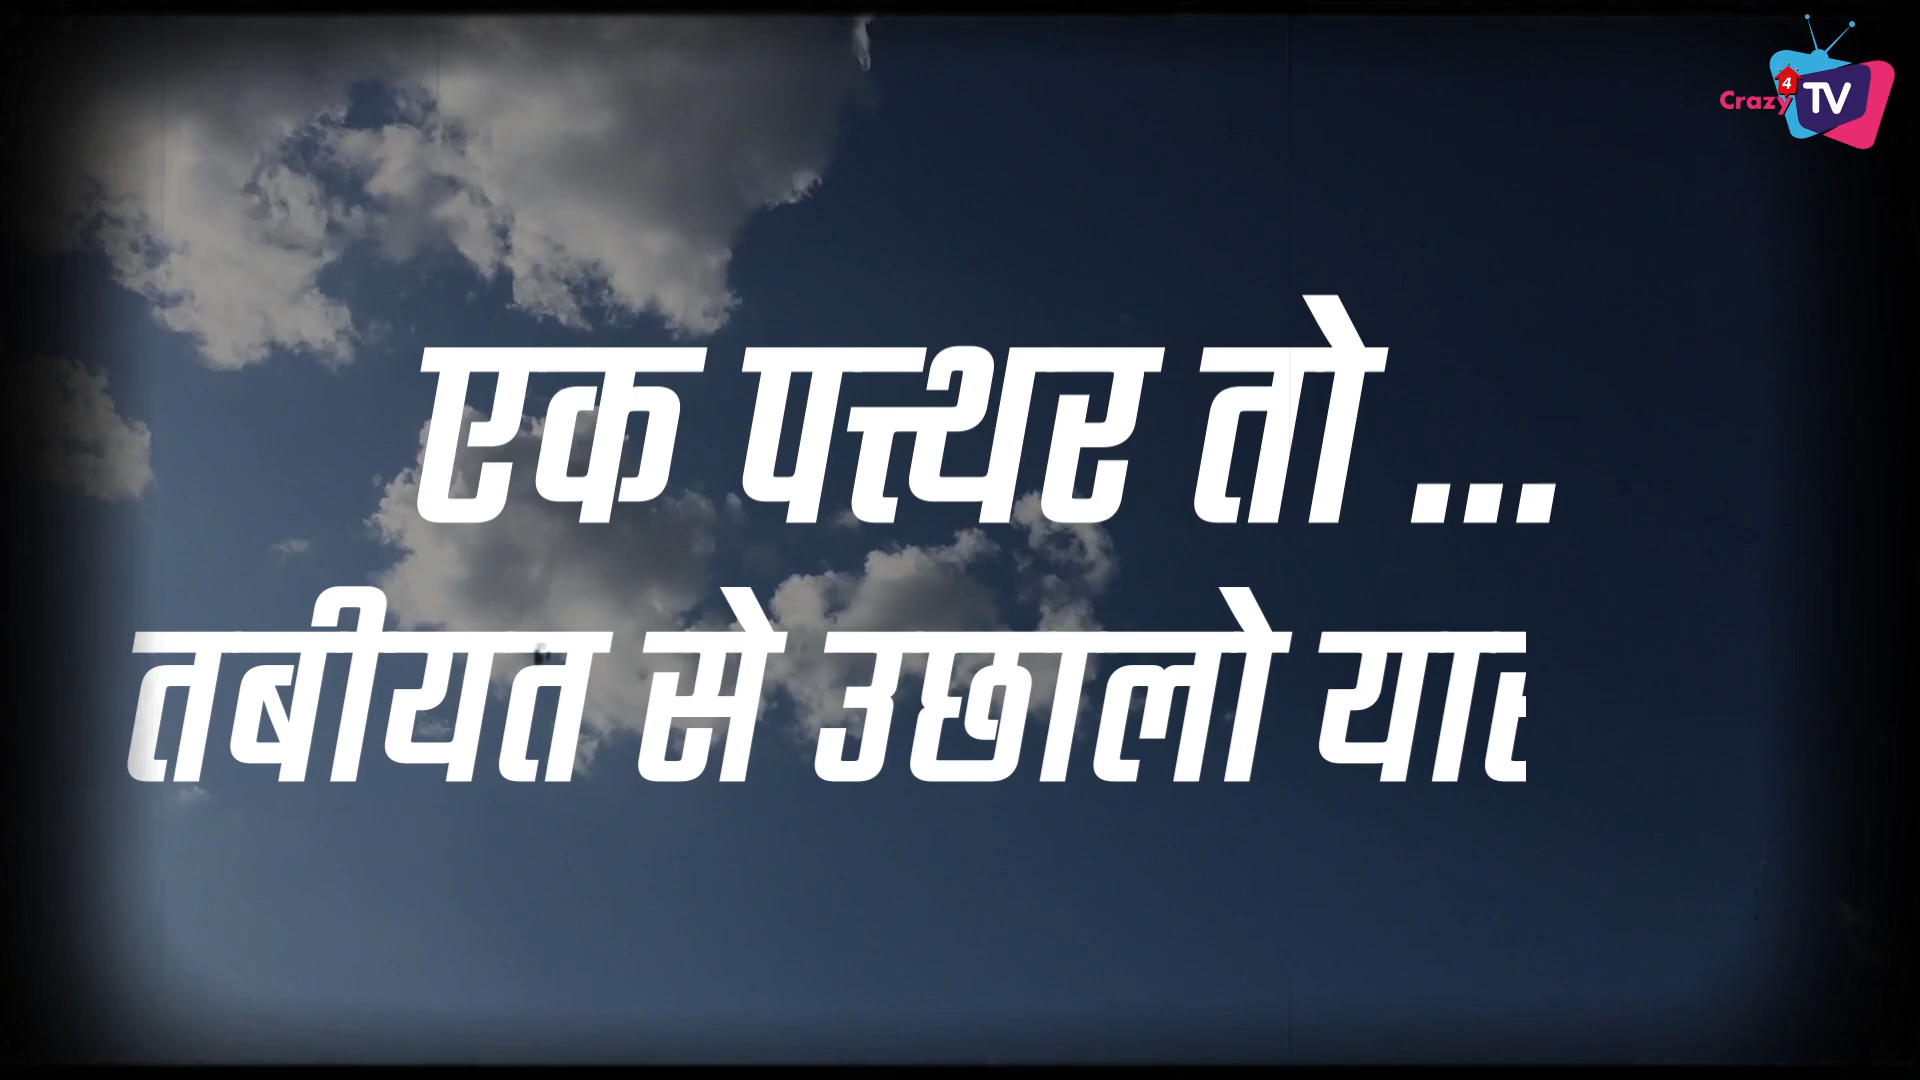 Crazy 4 TV
एक पत्त्थर तो ...
तबीयत से उछालो